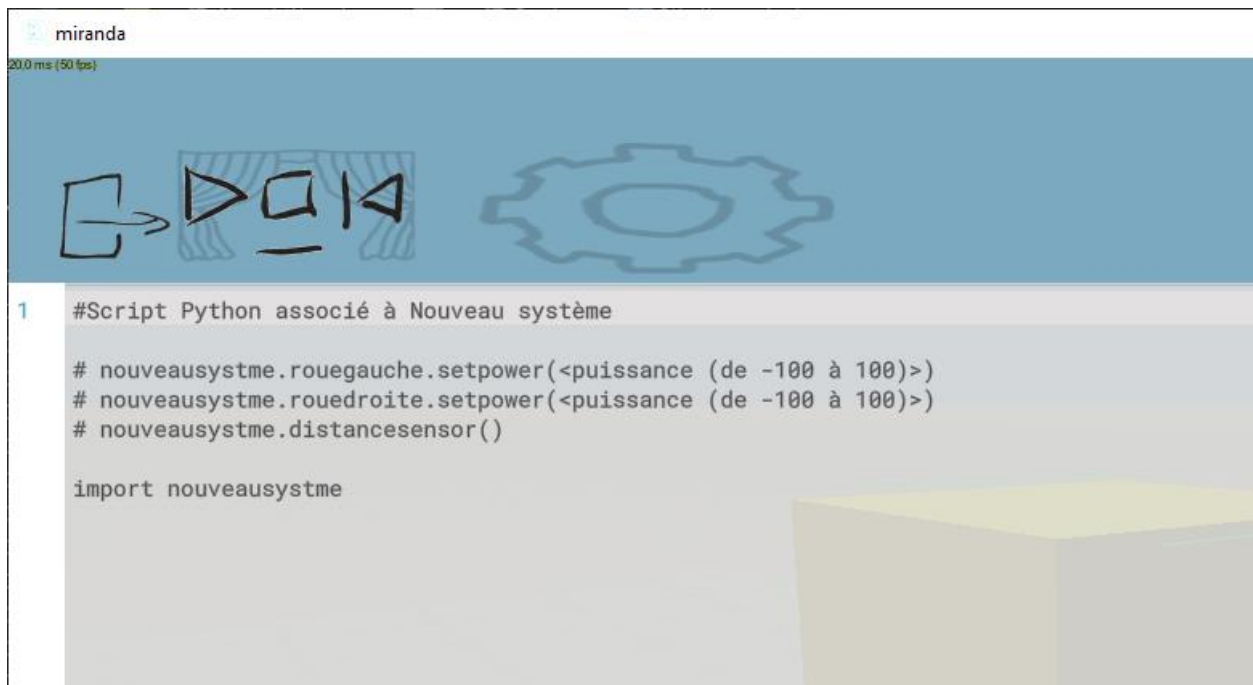 miranda
20.0 ms (50 fps)
1 #Script Python associé à Nouveau système
# nouveausystme.rouegauche.setpower(<puissance (de -100 à 100)>)
# nouveausystme.rouedroite.setpower(<puissance (de -100 à 100)>)
# nouveausystme.distancesensor()
import nouveausystme